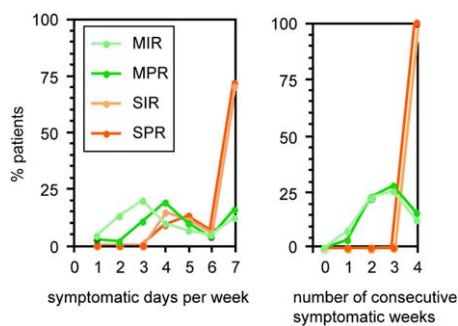 100
75
50
25
0
% patients
MIR
MPR
SIR
SPR
0 1 2 3 4 5 6 7
symptomatic days per week
100
75
50
25
0
0 1 2 3 4
number of consecutive
symptomatic weeks